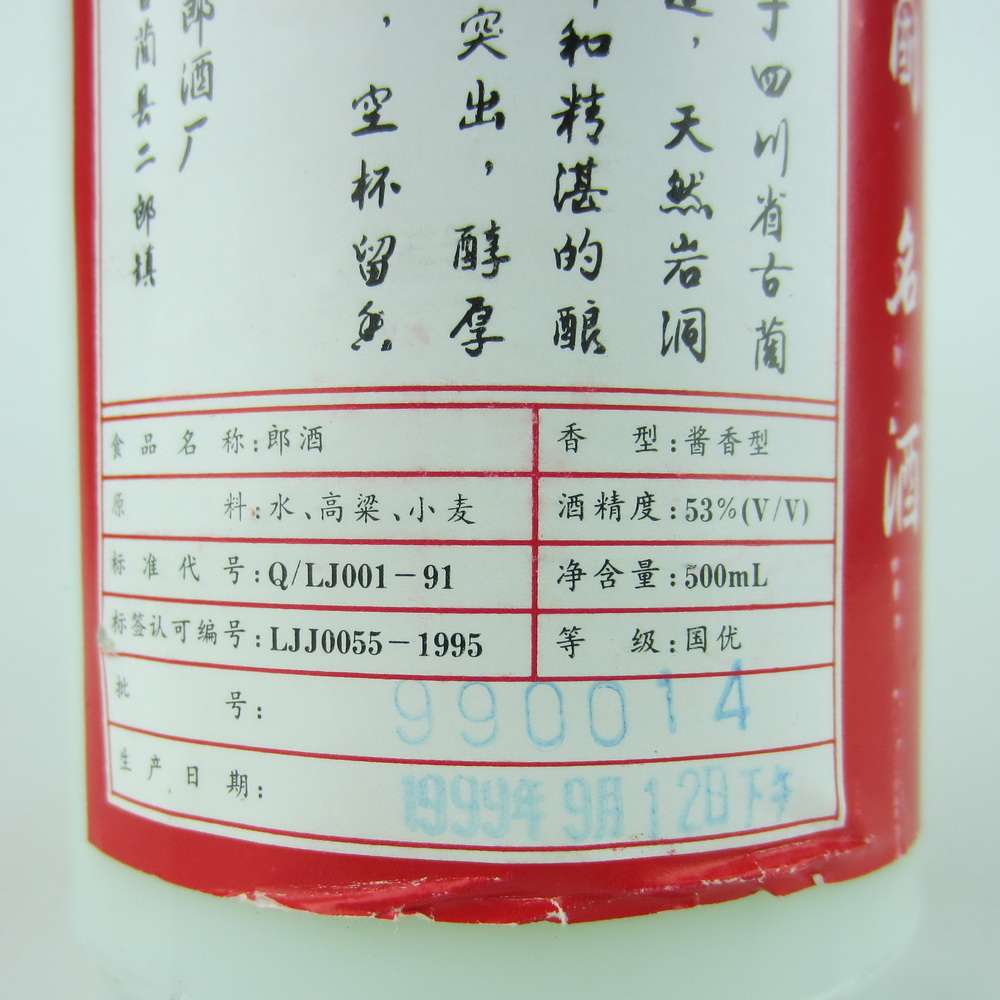 国名酒
于四川省古蔺
天然岩洞
和精湛的酿
突出,醇厚
,空杯留香
郎酒厂
古蔺县二郎镇
食品名称:郎酒
香型:酱香型
原料:水、高粱、小麦
酒精度:53%(V/V)
标准代号:Q/LJ001-91
净含量:500mL
标签认可编号:LJJ0055-1995
等级:国优
批号:990014
生产日期:1999年9月12日下午